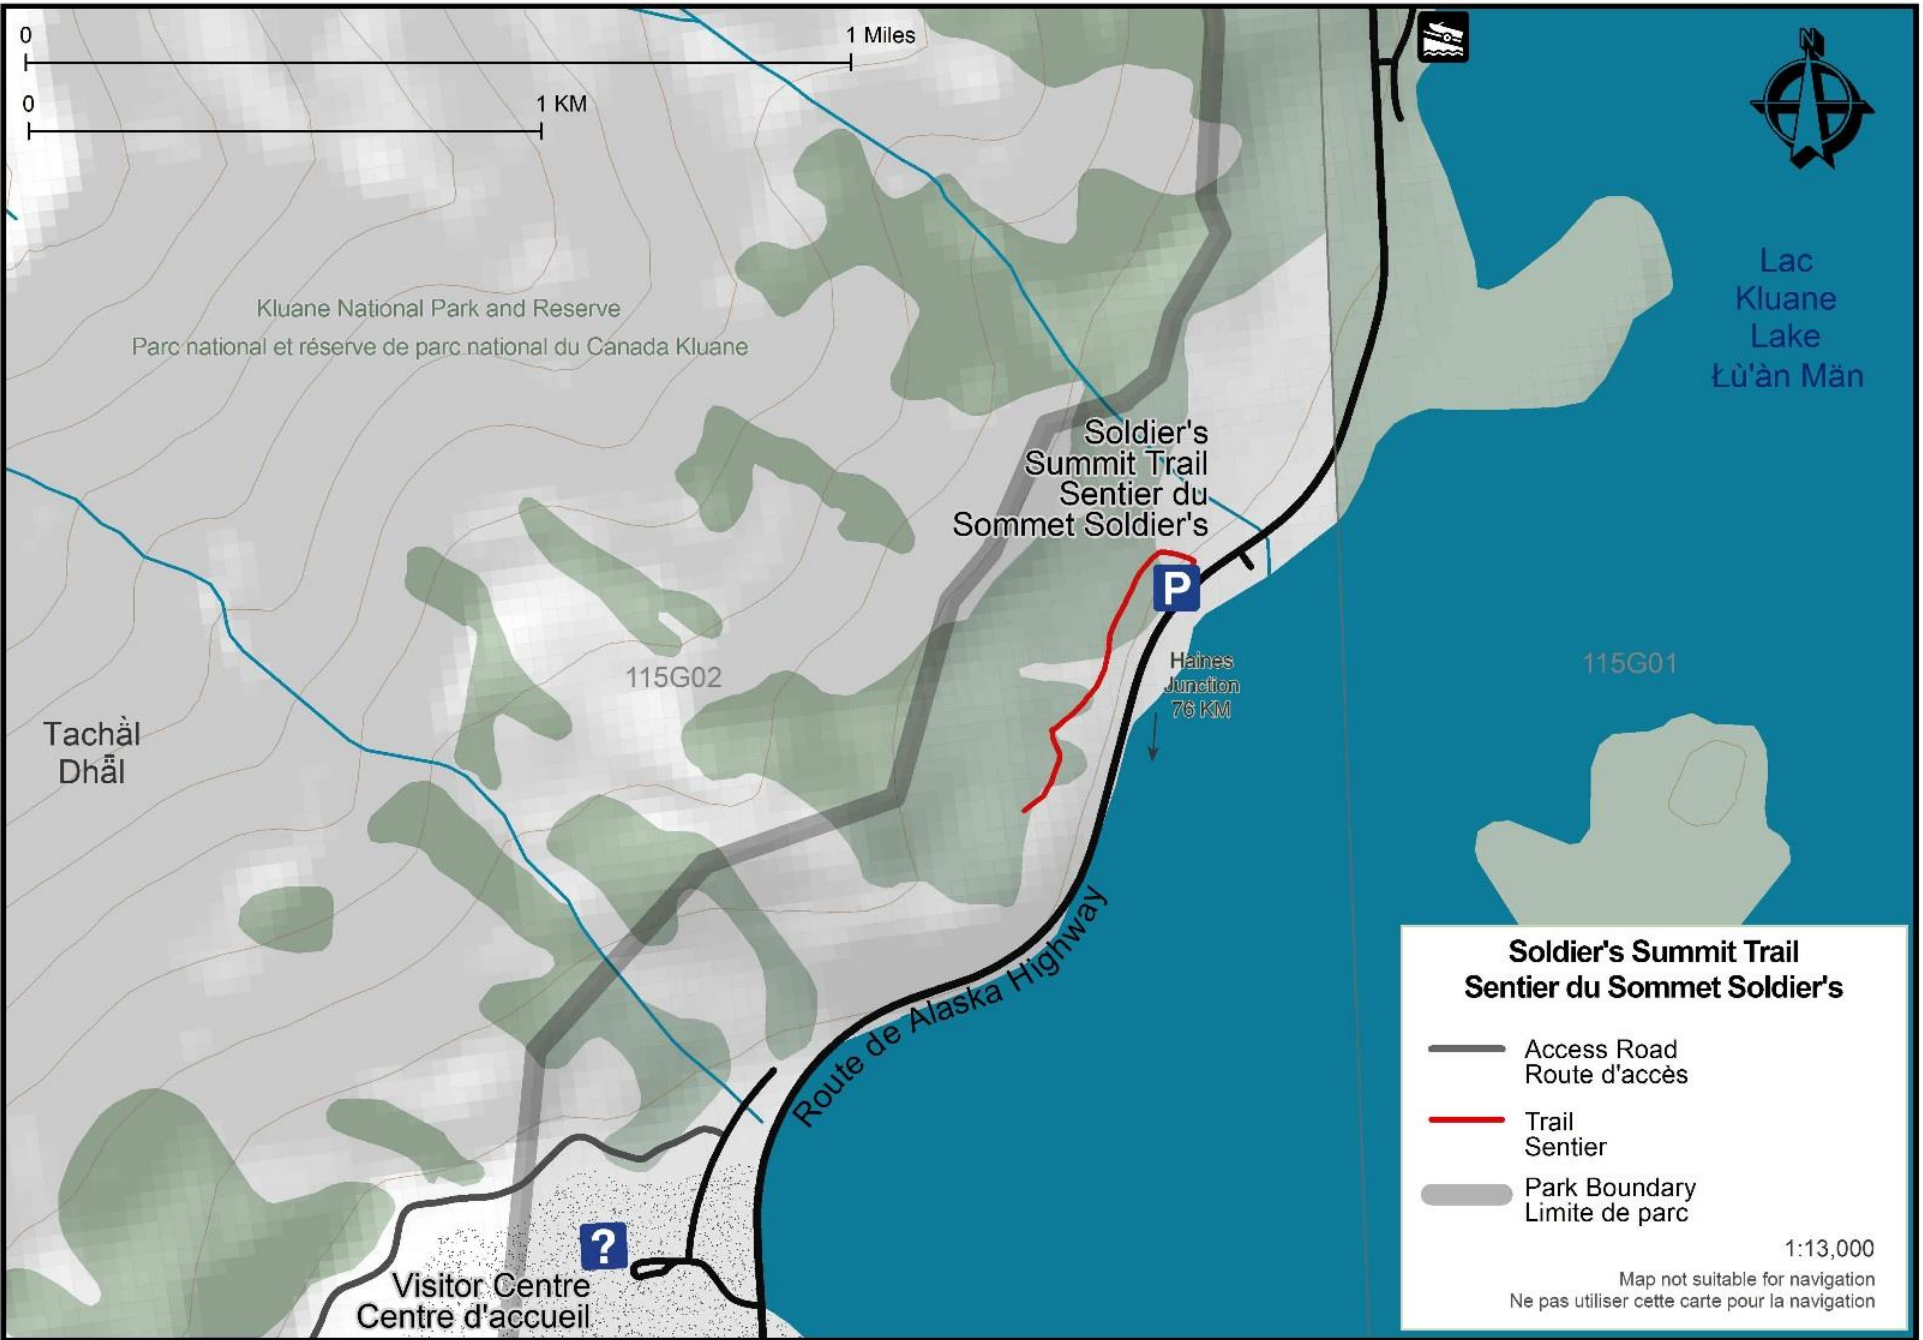 0
1 Miles
0
1 KM
N
Lac
Kluane
Lake
Łù'àn Män
Kluane National Park and Reserve
Parc national et réserve de parc national du Canada Kluane
Soldier's
Summit Trail
Sentier du
Sommet Soldier's
P
Haines
Junction
76 KM
115G02
115G01
Tachầl
Dhäl
Route de Alaska Highway
?
Visitor Centre
Centre d'accueil
Soldier's Summit Trail
Sentier du Sommet Soldier's
Access Road
Route d'accès
Trail
Sentier
Park Boundary
Limite de parc
1:13,000
Map not suitable for navigation
Ne pas utiliser cette carte pour la navigation